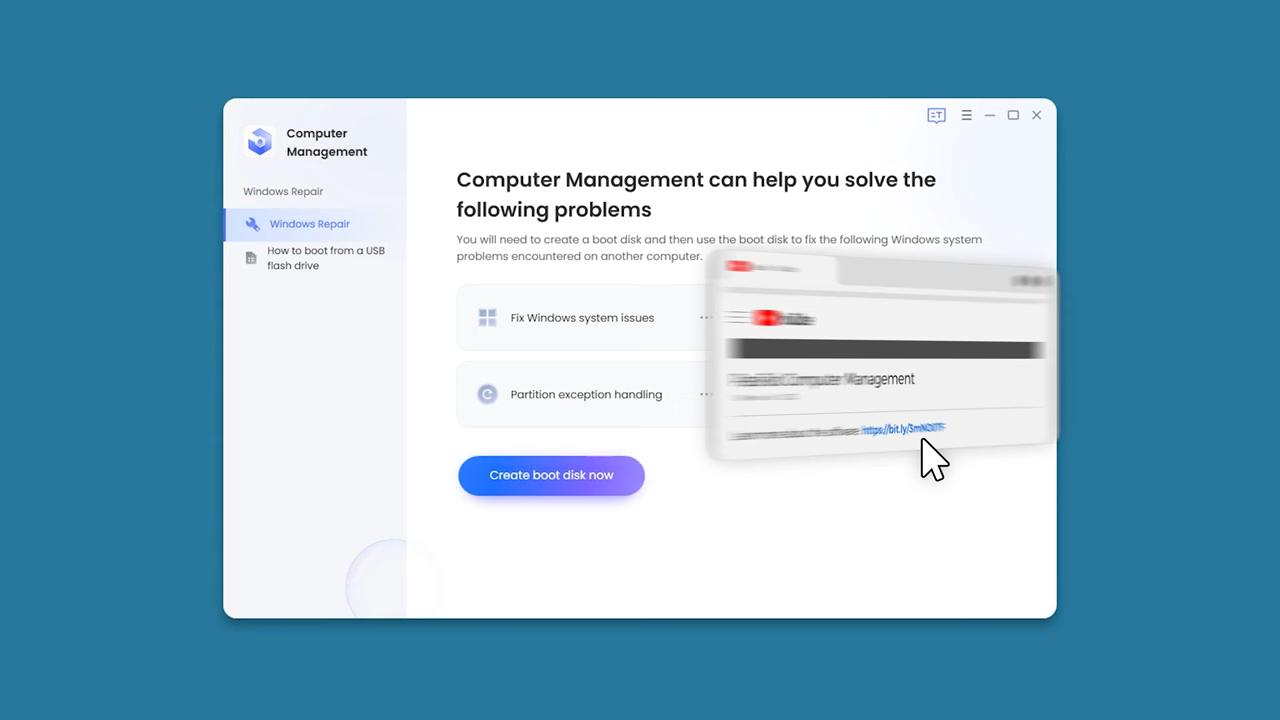 Computer
Management
Windows Repair
Windows Repair
How to boot from a USB
flash drive
Computer Management can help you solve the
following problems
You will need to create a boot disk and then use the boot disk to fix the following Windows system
problems encountered on another computer.
Fix Windows system issues
Partition exception handling
Create boot disk now
Computer Management